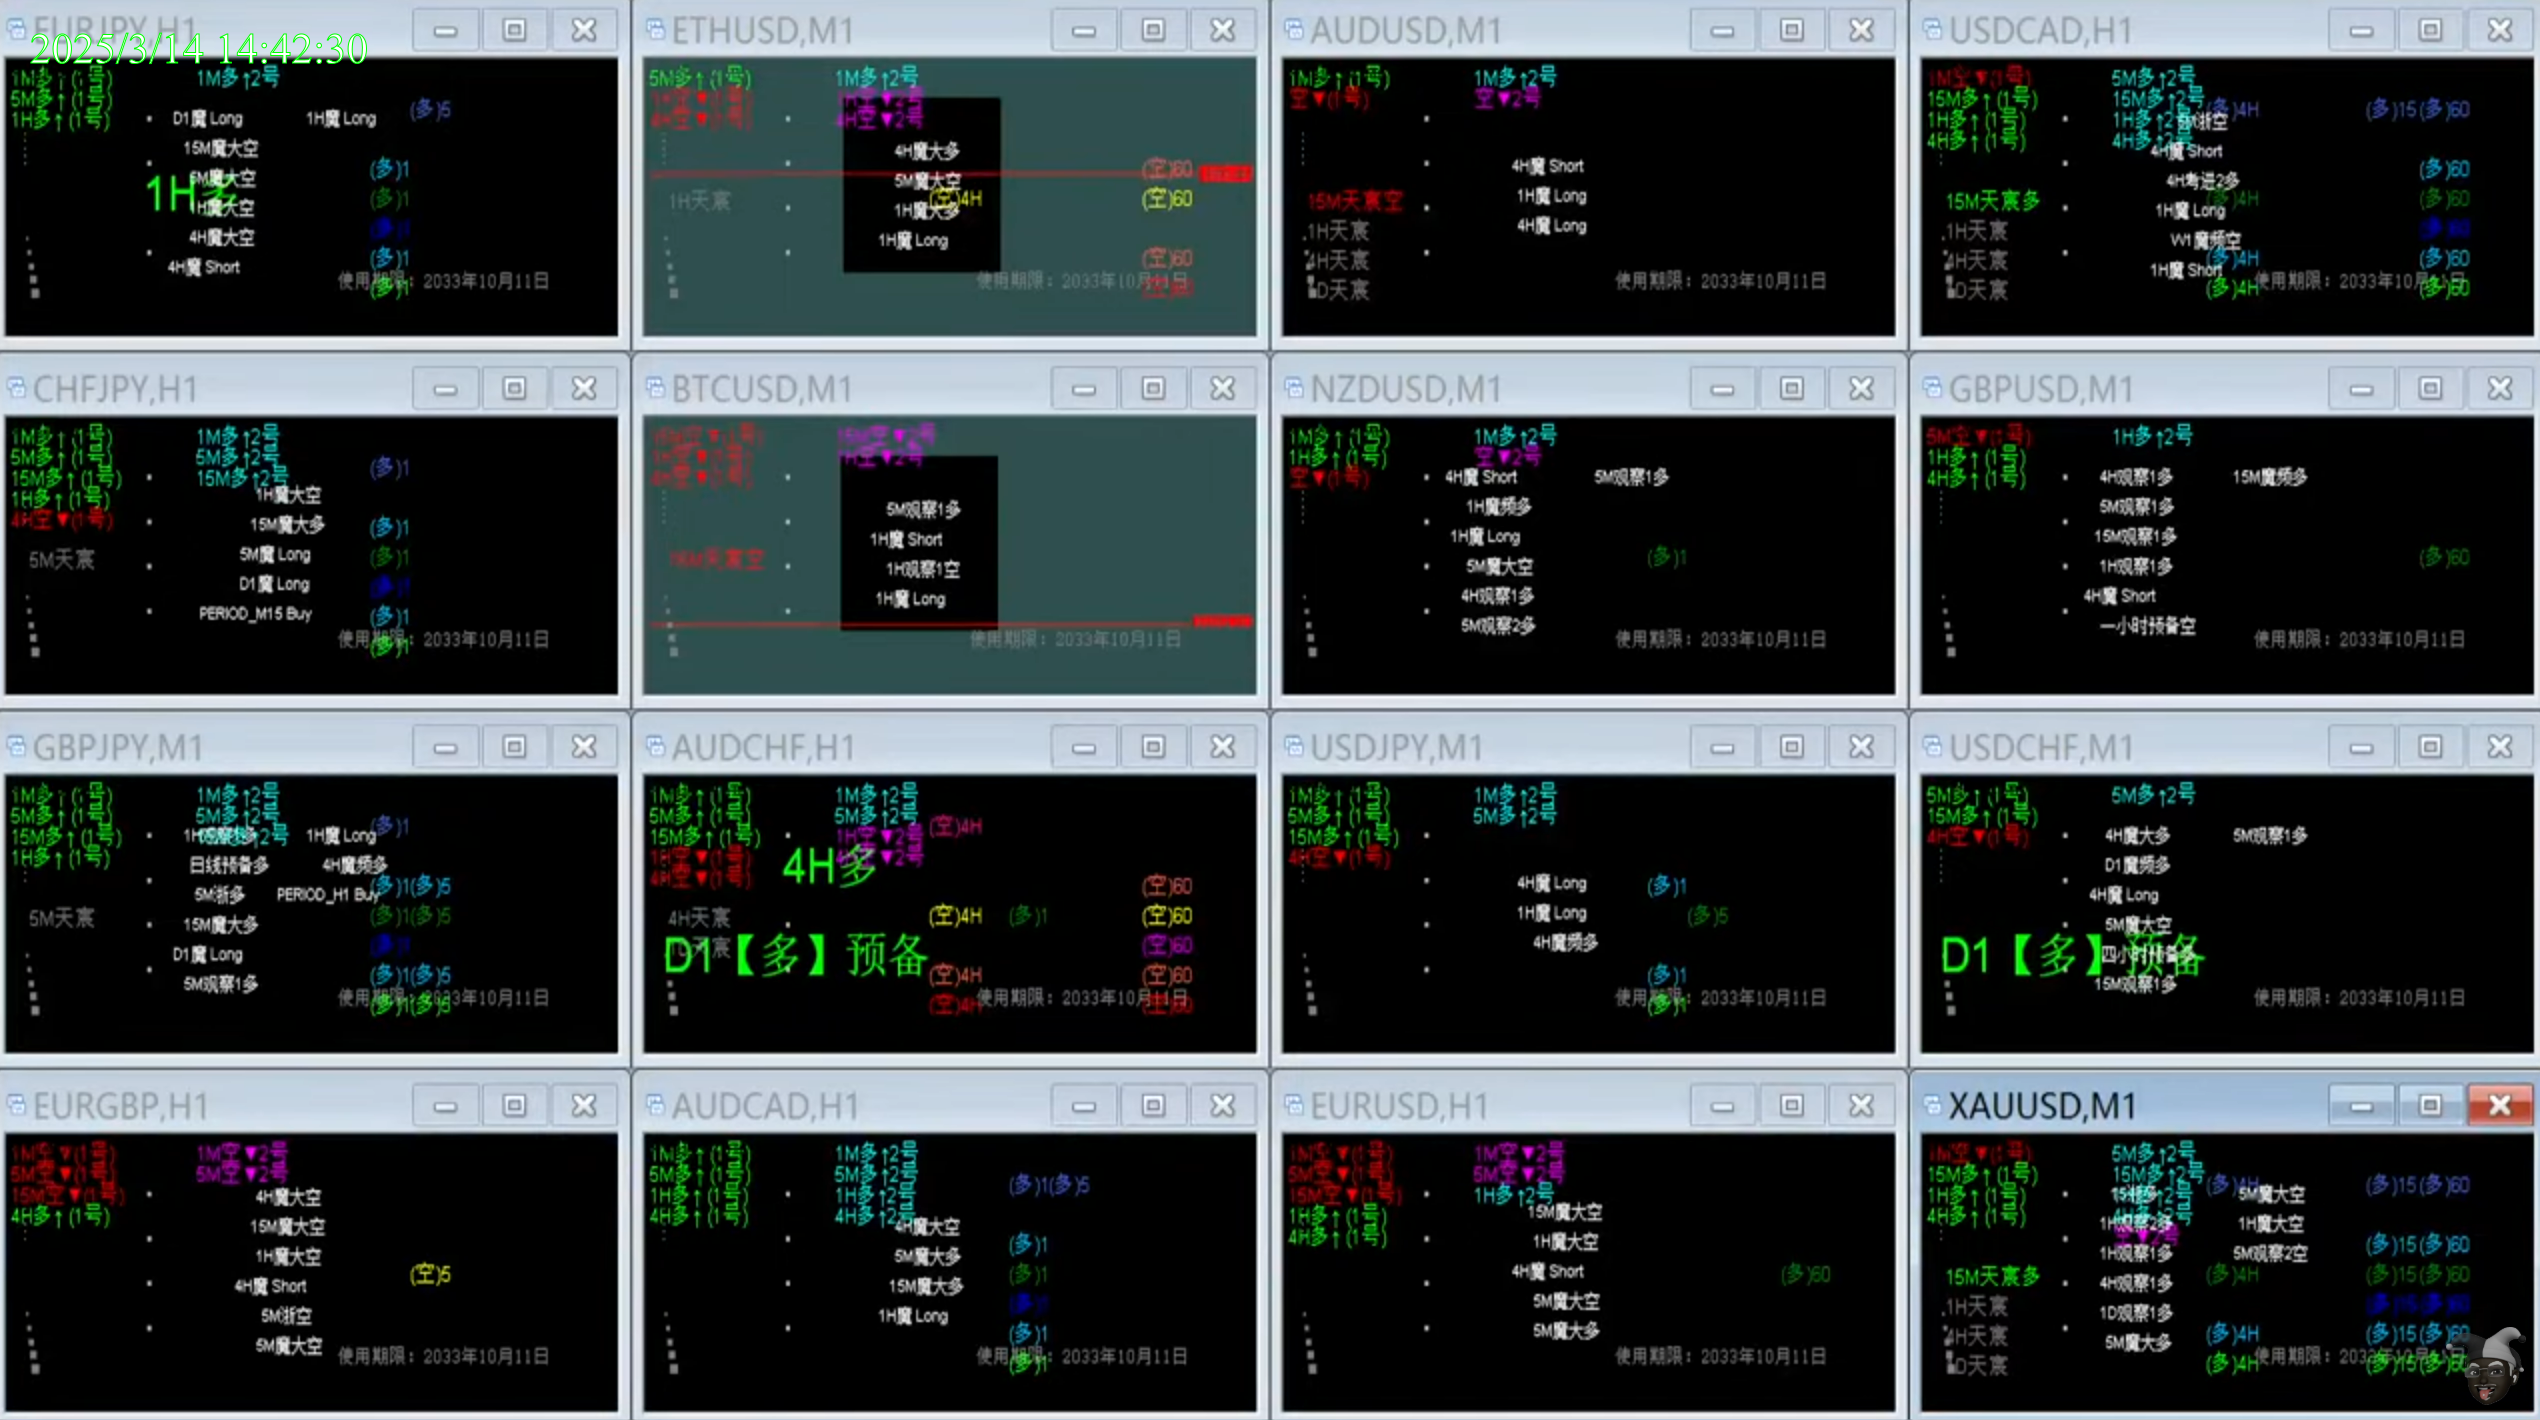 EURJPY,H1
2025/3/14 14:42:30
1M多↑(1号)
1M多↑2号
5M多↑(1号)
1H多↑(1号)
D1魔 Long
1H魔 Long
(多)5
15M魔大空
(多)1
5M魔大空
1H多
(多)1
1H魔大空
4H魔大空
(多)1
4H魔 Short
使用期限：2033年10月11日
(多)1
ETHUSD,M1
5M多↑(1号)
1M多↑2号
1H空▼(1号)
1H空▼2号
4H空▼(1号)
4H空▼2号
4H魔大多
(空)60
5M魔大空
1H天宸
(空)4H
(空)60
1H魔大多
1H魔 Long
(空)60
使用期限：2033年10月11日
AUDUSD,M1
1M多↑(1号)
1M多↑2号
空▼(1号)
空▼2号
4H魔 Short
15M天宸空
1H魔 Long
1H天宸
4H魔 Long
4H天宸
D天宸
使用期限：2033年10月11日
USDCAD,H1
1M空▼(1号)
5M多↑2号
15M多↑(1号)
15M多↑2号
(多)4H
(多)15(多)60
1H多↑(1号)
1H多↑2号
4H多↑(1号)
4H多↑2号
4H魔 Short
(多)60
15M天宸多
(多)4H
(多)60
1H魔 Long
1H天宸
W1魔频空
4H天宸
(多)4H
(多)60
1H魔 Short
D天宸
(多)4H
使用期限：2033年10月11日
(多)60
CHFJPY,H1
1M多↑(1号)
1M多↑2号
5M多↑(1号)
5M多↑2号
(多)1
15M多↑(1号)
15M多↑2号
1H多↑(1号)
1H魔大空
4H空▼(1号)
15M魔大多
(多)1
5M天宸
5M魔 Long
(多)1
D1魔 Long
PERIOD_M15 Buy
(多)1
使用期限：2033年10月11日
(多)1
BTCUSD,M1
15M空▼(1号)
15M空▼2号
1H空▼(1号)
1H空▼2号
4H空▼(1号)
5M观察1多
1H魔 Short
15M天宸空
1H观察1空
1H魔 Long
使用期限：2033年10月11日
NZDUSD,M1
1M多↑(1号)
1M多↑2号
1H多↑(1号)
空▼2号
空▼(1号)
4H魔 Short
5M观察1多
1H魔频多
1H魔 Long
(多)1
5M魔大空
4H观察1多
5M观察2多
使用期限：2033年10月11日
GBPUSD,M1
5M空▼(1号)
1H多↑2号
1H多↑(1号)
4H多↑(1号)
4H观察1多
15M魔频多
5M观察1多
15M观察1多
1H观察1多
(多)60
4H魔 Short
一小时预备空
使用期限：2033年10月11日
GBPJPY,M1
1M多↑(1号)
1M多↑2号
5M多↑(1号)
5M多↑2号
(多)1
15M多↑(1号)
1H魔 Long
1H多↑(1号)
日线预备多
4H魔频多
5M浙多
PERIOD_H1 Buy
(多)1(多)5
5M天宸
15M魔大多
(多)1(多)5
D1魔 Long
5M观察1多
(多)1(多)5
使用期限：2033年10月11日
(多)1(多)5
AUDCHF,H1
1M多↑(1号)
1M多↑2号
5M多↑(1号)
5M多↑2号
(空)4H
15M多↑(1号)
1H空▼2号
1H空▼(1号)
4H多
4H空▼(1号)
(空)60
4H天宸
(空)4H
(多)1
(空)60
D1【多】预备
(空)60
(空)4H
(空)60
(空)4H
使用期限：2033年10月11日
USDJPY,M1
1M多↑(1号)
1M多↑2号
5M多↑(1号)
5M多↑2号
15M多↑(1号)
4H空▼(1号)
4H魔 Long
(多)1
1H魔 Long
(多)5
4H魔频多
(多)1
使用期限：2033年10月11日
(多)1
USDCHF,M1
5M多↑(1号)
5M多↑2号
15M多↑(1号)
4H空▼(1号)
4H魔大多
5M观察1多
D1魔频多
4H魔 Long
5M魔大空
D1【多】预备
四小时预备多
15M观察1多
使用期限：2033年10月11日
EURGBP,H1
1M空▼(1号)
1M空▼2号
5M空▼(1号)
5M空▼2号
15M空▼(1号)
4H魔大空
4H多↑(1号)
15M魔大空
1H魔大空
(空)5
4H魔 Short
5M浙空
5M魔大空
使用期限：2033年10月11日
AUDCAD,H1
1M多↑(1号)
1M多↑2号
5M多↑(1号)
5M多↑2号
(多)1(多)5
1H多↑(1号)
1H多↑2号
4H多↑(1号)
4H多↑2号
4H魔大空
5M魔大多
(多)1
15M魔大多
(多)1
1H魔 Long
(多)1
使用期限：2033年10月11日
(多)1
EURUSD,H1
1M空▼(1号)
1M空▼2号
5M空▼(1号)
5M空▼2号
15M空▼(1号)
1H多↑2号
1H多↑(1号)
15M魔大空
4H多↑(1号)
1H魔大空
4H魔 Short
(多)60
5M魔大空
5M魔大多
使用期限：2033年10月11日
XAUUSD,M1
1M空▼(1号)
5M多↑2号
15M多↑(1号)
15M多↑2号
(多)4H
(多)15(多)60
1H多↑(1号)
5M魔大空
4H多↑(1号)
1H观察2多
1H魔大空
(多)15(多)60
1H观察1多
5M观察2空
15M天宸多
4H观察1多
(多)4H
(多)15(多)60
1H天宸
1D观察1多
(多)15(多)60
4H天宸
5M魔大多
(多)4H
(多)15(多)60
D天宸
(多)4H
使用期限：2033年10月11日